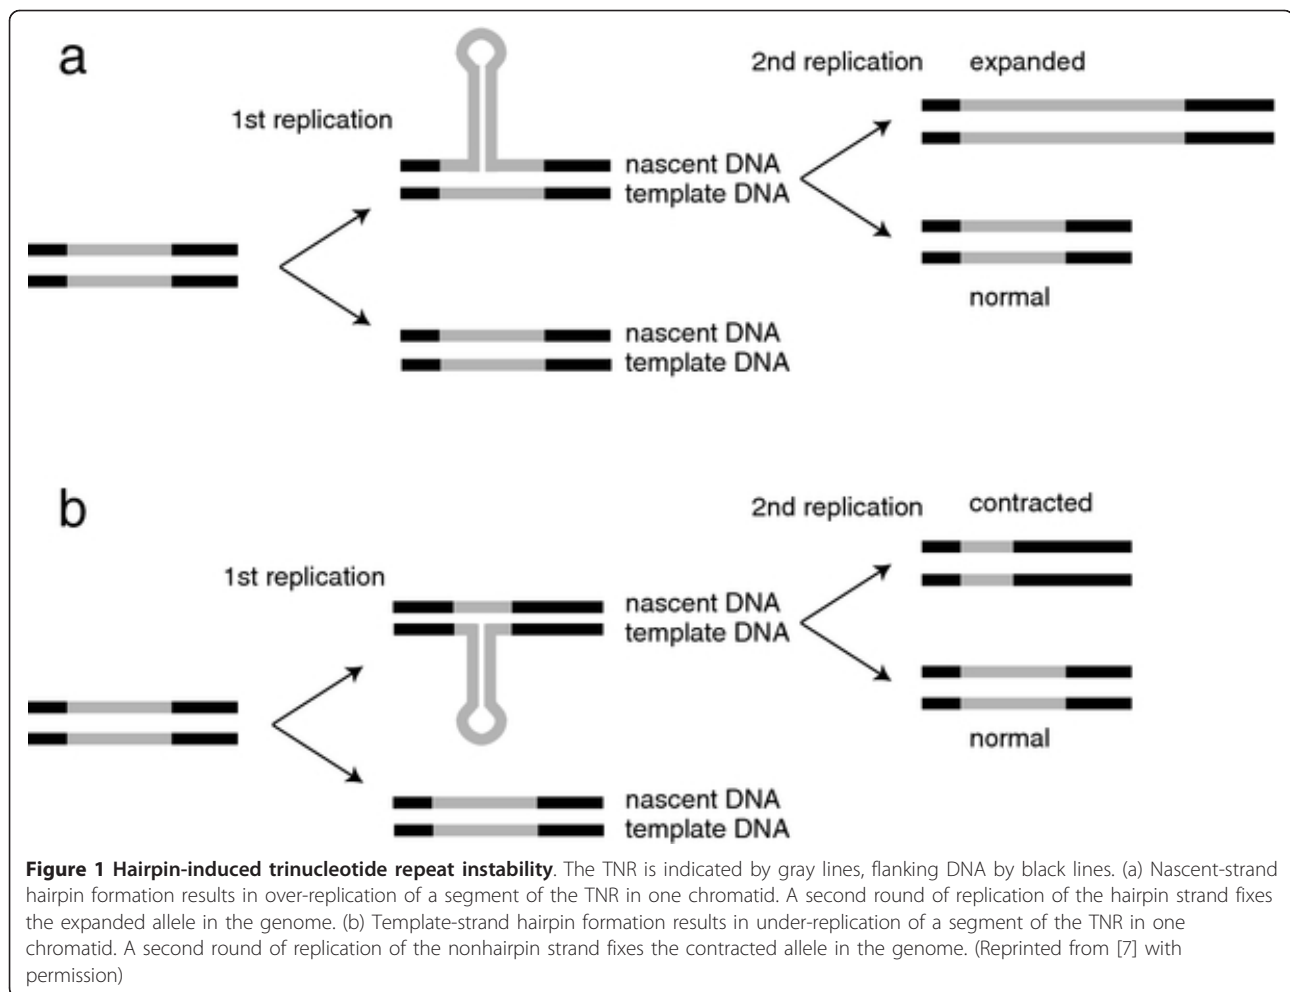 a
2nd replication expanded
1st replication
nascent DNA
template DNA
normal
nascent DNA
template DNA
b
2nd replication contracted
1st replication
nascent DNA
template DNA
normal
nascent DNA
template DNA
Figure 1 Hairpin-induced trinucleotide repeat instability. The TNR is indicated by gray lines, flanking DNA by black lines. (a) Nascent-strand
hairpin formation results in over-replication of a segment of the TNR in one chromatid. A second round of replication of the hairpin strand fixes
the expanded allele in the genome. (b) Template-strand hairpin formation results in under-replication of a segment of the TNR in one
chromatid. A second round of replication of the nonhairpin strand fixes the contracted allele in the genome. (Reprinted from [7] with
permission)